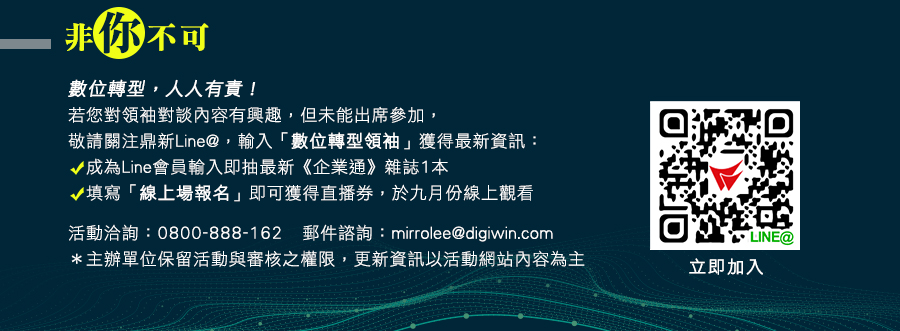 非你不可
數位轉型，人人有責！
若您對領袖對談內容有興趣，但未能出席參加，
敬請關注鼎新Line@，輸入「數位轉型領袖」獲得最新資訊：
✓成為Line會員輸入即抽最新《企業通》雜誌1本
✓填寫「線上場報名」即可獲得直播券，於九月份線上觀看
活動洽詢：0800-888-162　郵件諮詢：mirrolee@digiwin.com
＊主辦單位保留活動與審核之權限，更新資訊以活動網站內容為主
LINE@
立即加入